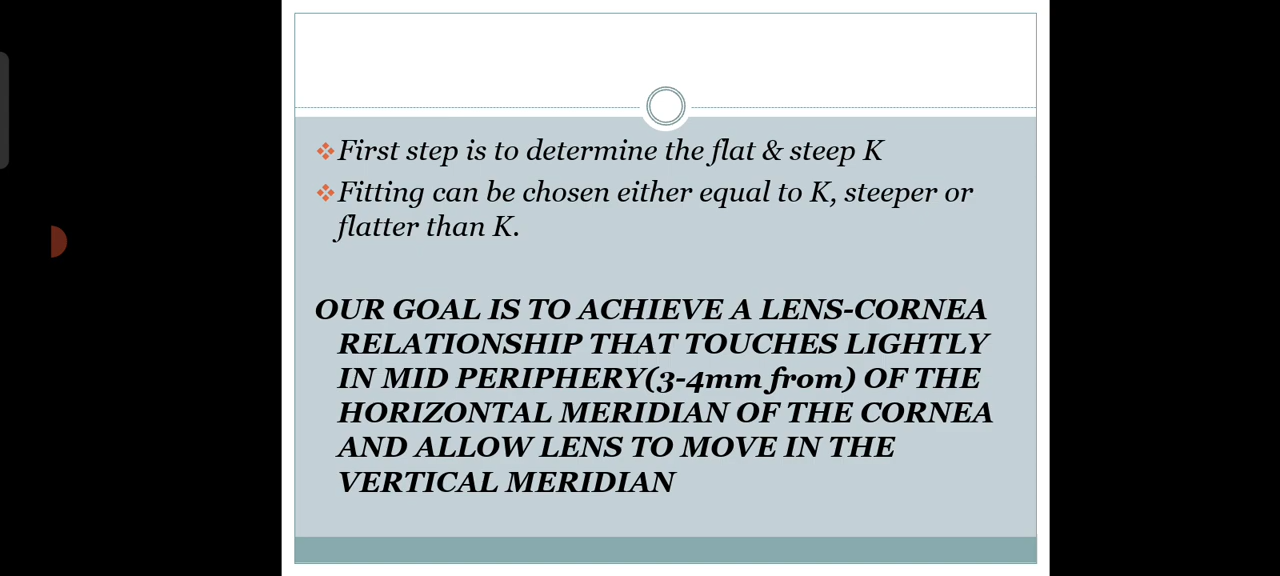 First step is to determine the flat & steep K
Fitting can be chosen either equal to K, steeper or
flatter than K.
OUR GOAL IS TO ACHIEVE A LENS-CORNEA
RELATIONSHIP THAT TOUCHES LIGHTLY
IN MID PERIPHERY(3-4mm from) OF THE
HORIZONTAL MERIDIAN OF THE CORNEA
AND ALLOW LENS TO MOVE IN THE
VERTICAL MERIDIAN